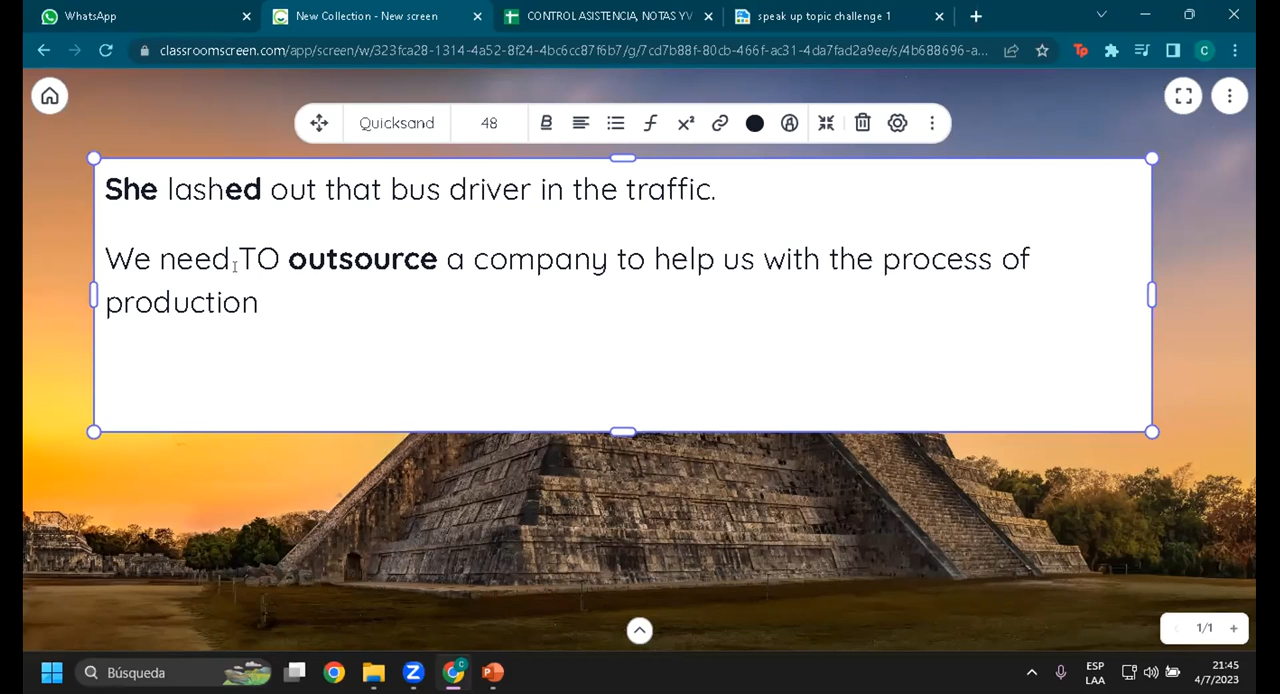 WhatsApp
New Collection - New screen
CONTROL ASISTENCIA, NOTAS Y V
speak up topic challenge 1
classroomscreen.com/app/screen/w/323fca28-1314-4a52-8f24-4bc6cc87f6b7/g/7cd7b88f-80cb-466f-ac31-4da7fad2a9ee/s/4b688696-a...
Quicksand
48
She lashed out that bus driver in the traffic.
We need TO outsource a company to help us with the process of
production
1/1
Búsqueda
ESP
LAA
21:45
4/7/2023